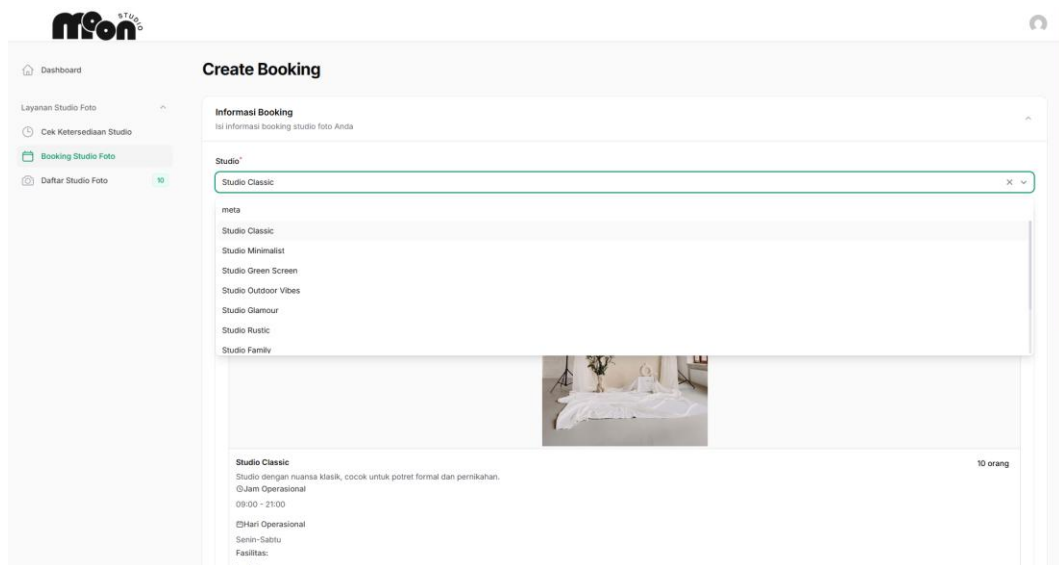 moon
STUDIO
Dashboard
Layanan Studio Foto
Cek Ketersediaan Studio
Booking Studio Foto
Daftar Studio Foto 10
Create Booking
Informasi Booking
Isi informasi booking studio foto Anda
Studio*
Studio Classic
meta
Studio Classic
Studio Minimalist
Studio Green Screen
Studio Outdoor Vibes
Studio Glamour
Studio Rustic
Studio Family
Studio Classic 10 orang
Studio dengan nuansa klasik, cocok untuk potret formal dan pernikahan.
Jam Operasional
09:00 - 21:00
Hari Operasional
Senin-Sabtu
Fasilitas: